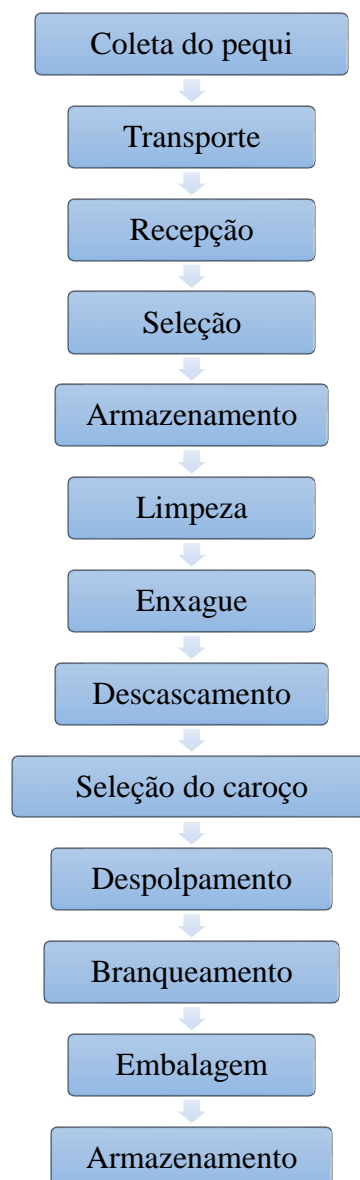 Coleta do pequi
Transporte
Recepção
Seleção
Armazenamento
Limpeza
Enxague
Descascamento
Seleção do caroço
Despolpamento
Branqueamento
Embalagem
Armazenamento